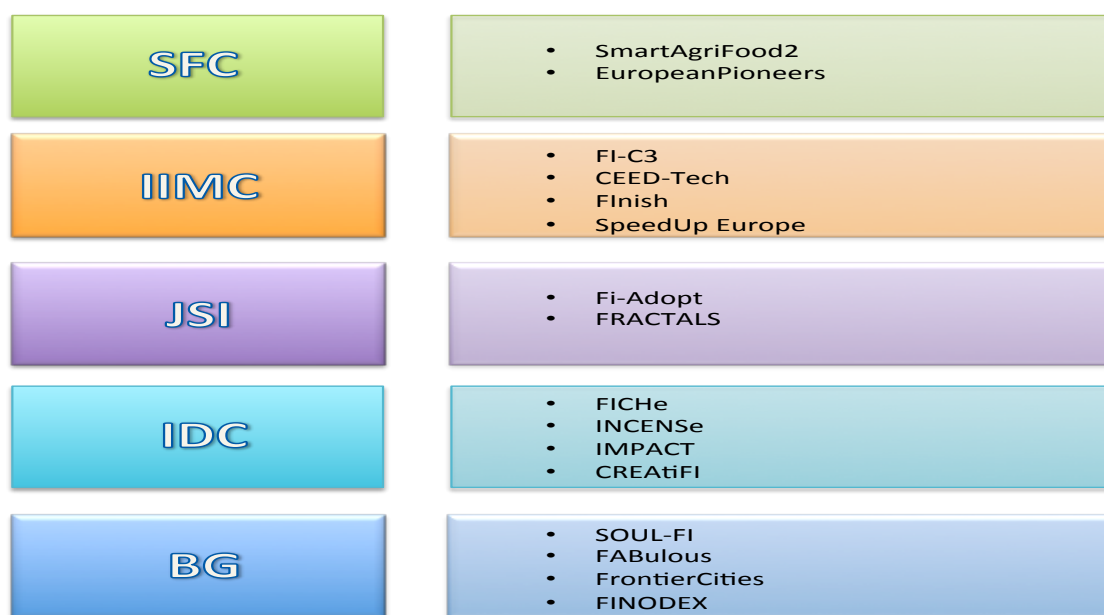 SFC
• SmartAgriFood2
• EuropeanPioneers
IIMC
• FI-C3
• CEED-Tech
• FInish
• SpeedUp Europe
JSI
• Fi-Adopt
• FRACTALS
IDC
• FICHe
• INCENSe
• IMPACT
• CREAtiFI
BG
• SOUL-FI
• FABulous
• FrontierCities
• FINODEX